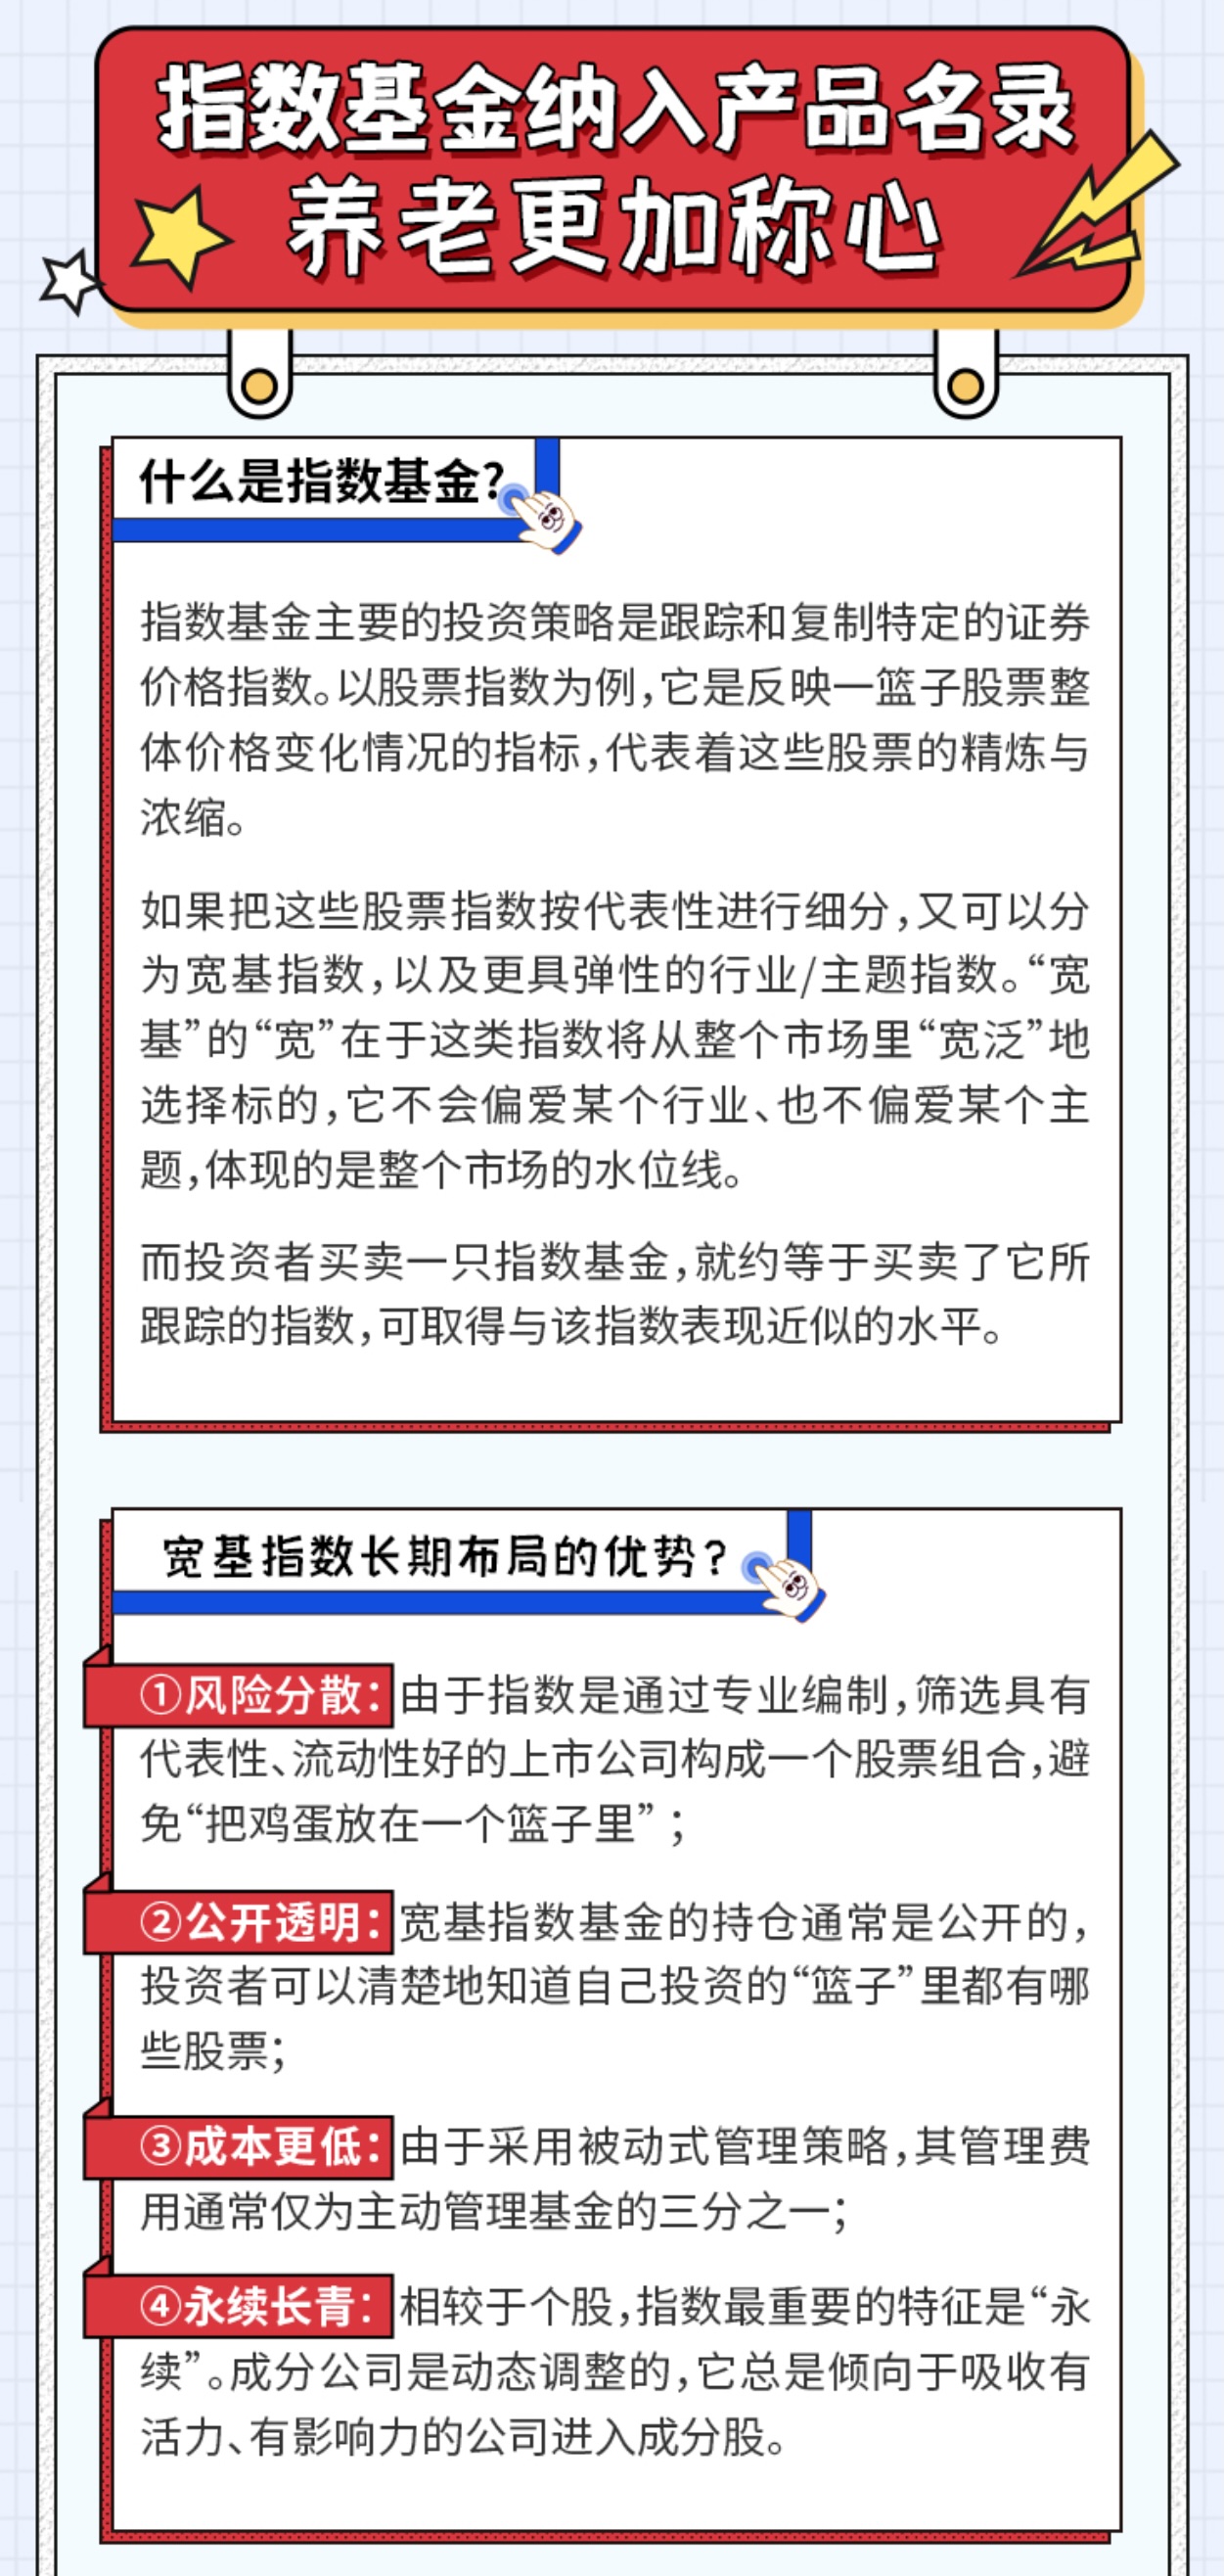 指数基金纳入产品名录
养老更加称心
什么是指数基金?
指数基金主要的投资策略是跟踪和复制特定的证券
价格指数。以股票指数为例,它是反映一篮子股票整
体价格变化情况的指标,代表着这些股票的精炼与
浓缩。
如果把这些股票指数按代表性进行细分,又可以分
为宽基指数,以及更具弹性的行业/主题指数。“宽
基”的“宽”在于这类指数将从整个市场里“宽泛”地
选择标的,它不会偏爱某个行业、也不偏爱某个主
题,体现的是整个市场的水位线。
而投资者买卖一只指数基金,就约等于买卖了它所
跟踪的指数,可取得与该指数表现近似的水平。
宽基指数长期布局的优势?
①风险分散：由于指数是通过专业编制,筛选具有
代表性、流动性好的上市公司构成一个股票组合,避
免“把鸡蛋放在一个篮子里”；
②公开透明：宽基指数基金的持仓通常是公开的,
投资者可以清楚地知道自己投资的“篮子”里都有哪
些股票；
③成本更低：由于采用被动式管理策略,其管理费
用通常仅为主动管理基金的三分之一；
④永续长青：相较于个股,指数最重要的特征是“永
续”。成分公司是动态调整的,它总是倾向于吸收有
活力、有影响力的公司进入成分股。